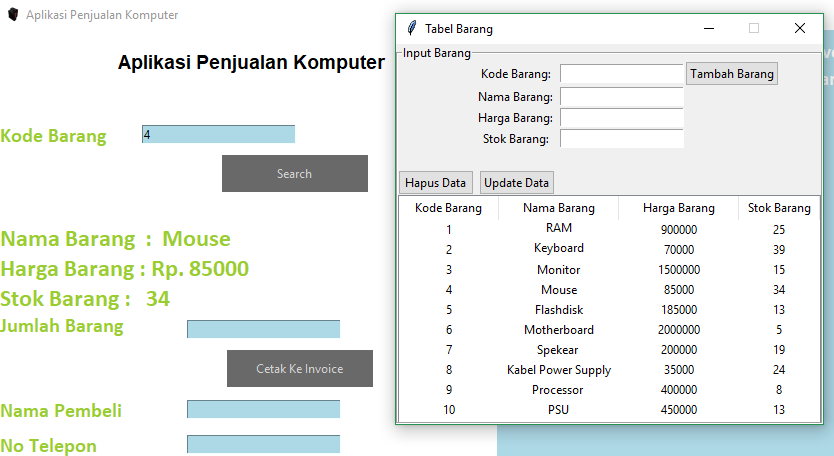 Aplikasi Penjualan Komputer
Aplikasi Penjualan Komputer
Kode Barang 4
Search
Nama Barang : Mouse
Harga Barang : Rp. 85000
Stok Barang : 34
Jumlah Barang
Cetak Ke Invoice
Nama Pembeli
No Telepon
Tabel Barang
Input Barang
Kode Barang: Tambah Barang
Nama Barang:
Harga Barang:
Stok Barang:
Hapus Data Update Data
Kode Barang Nama Barang Harga Barang Stok Barang
1 RAM 900000 25
2 Keyboard 70000 39
3 Monitor 1500000 15
4 Mouse 85000 34
5 Flashdisk 185000 13
6 Motherboard 2000000 5
7 Spekear 200000 19
8 Kabel Power Supply 35000 24
9 Processor 400000 8
10 PSU 450000 13